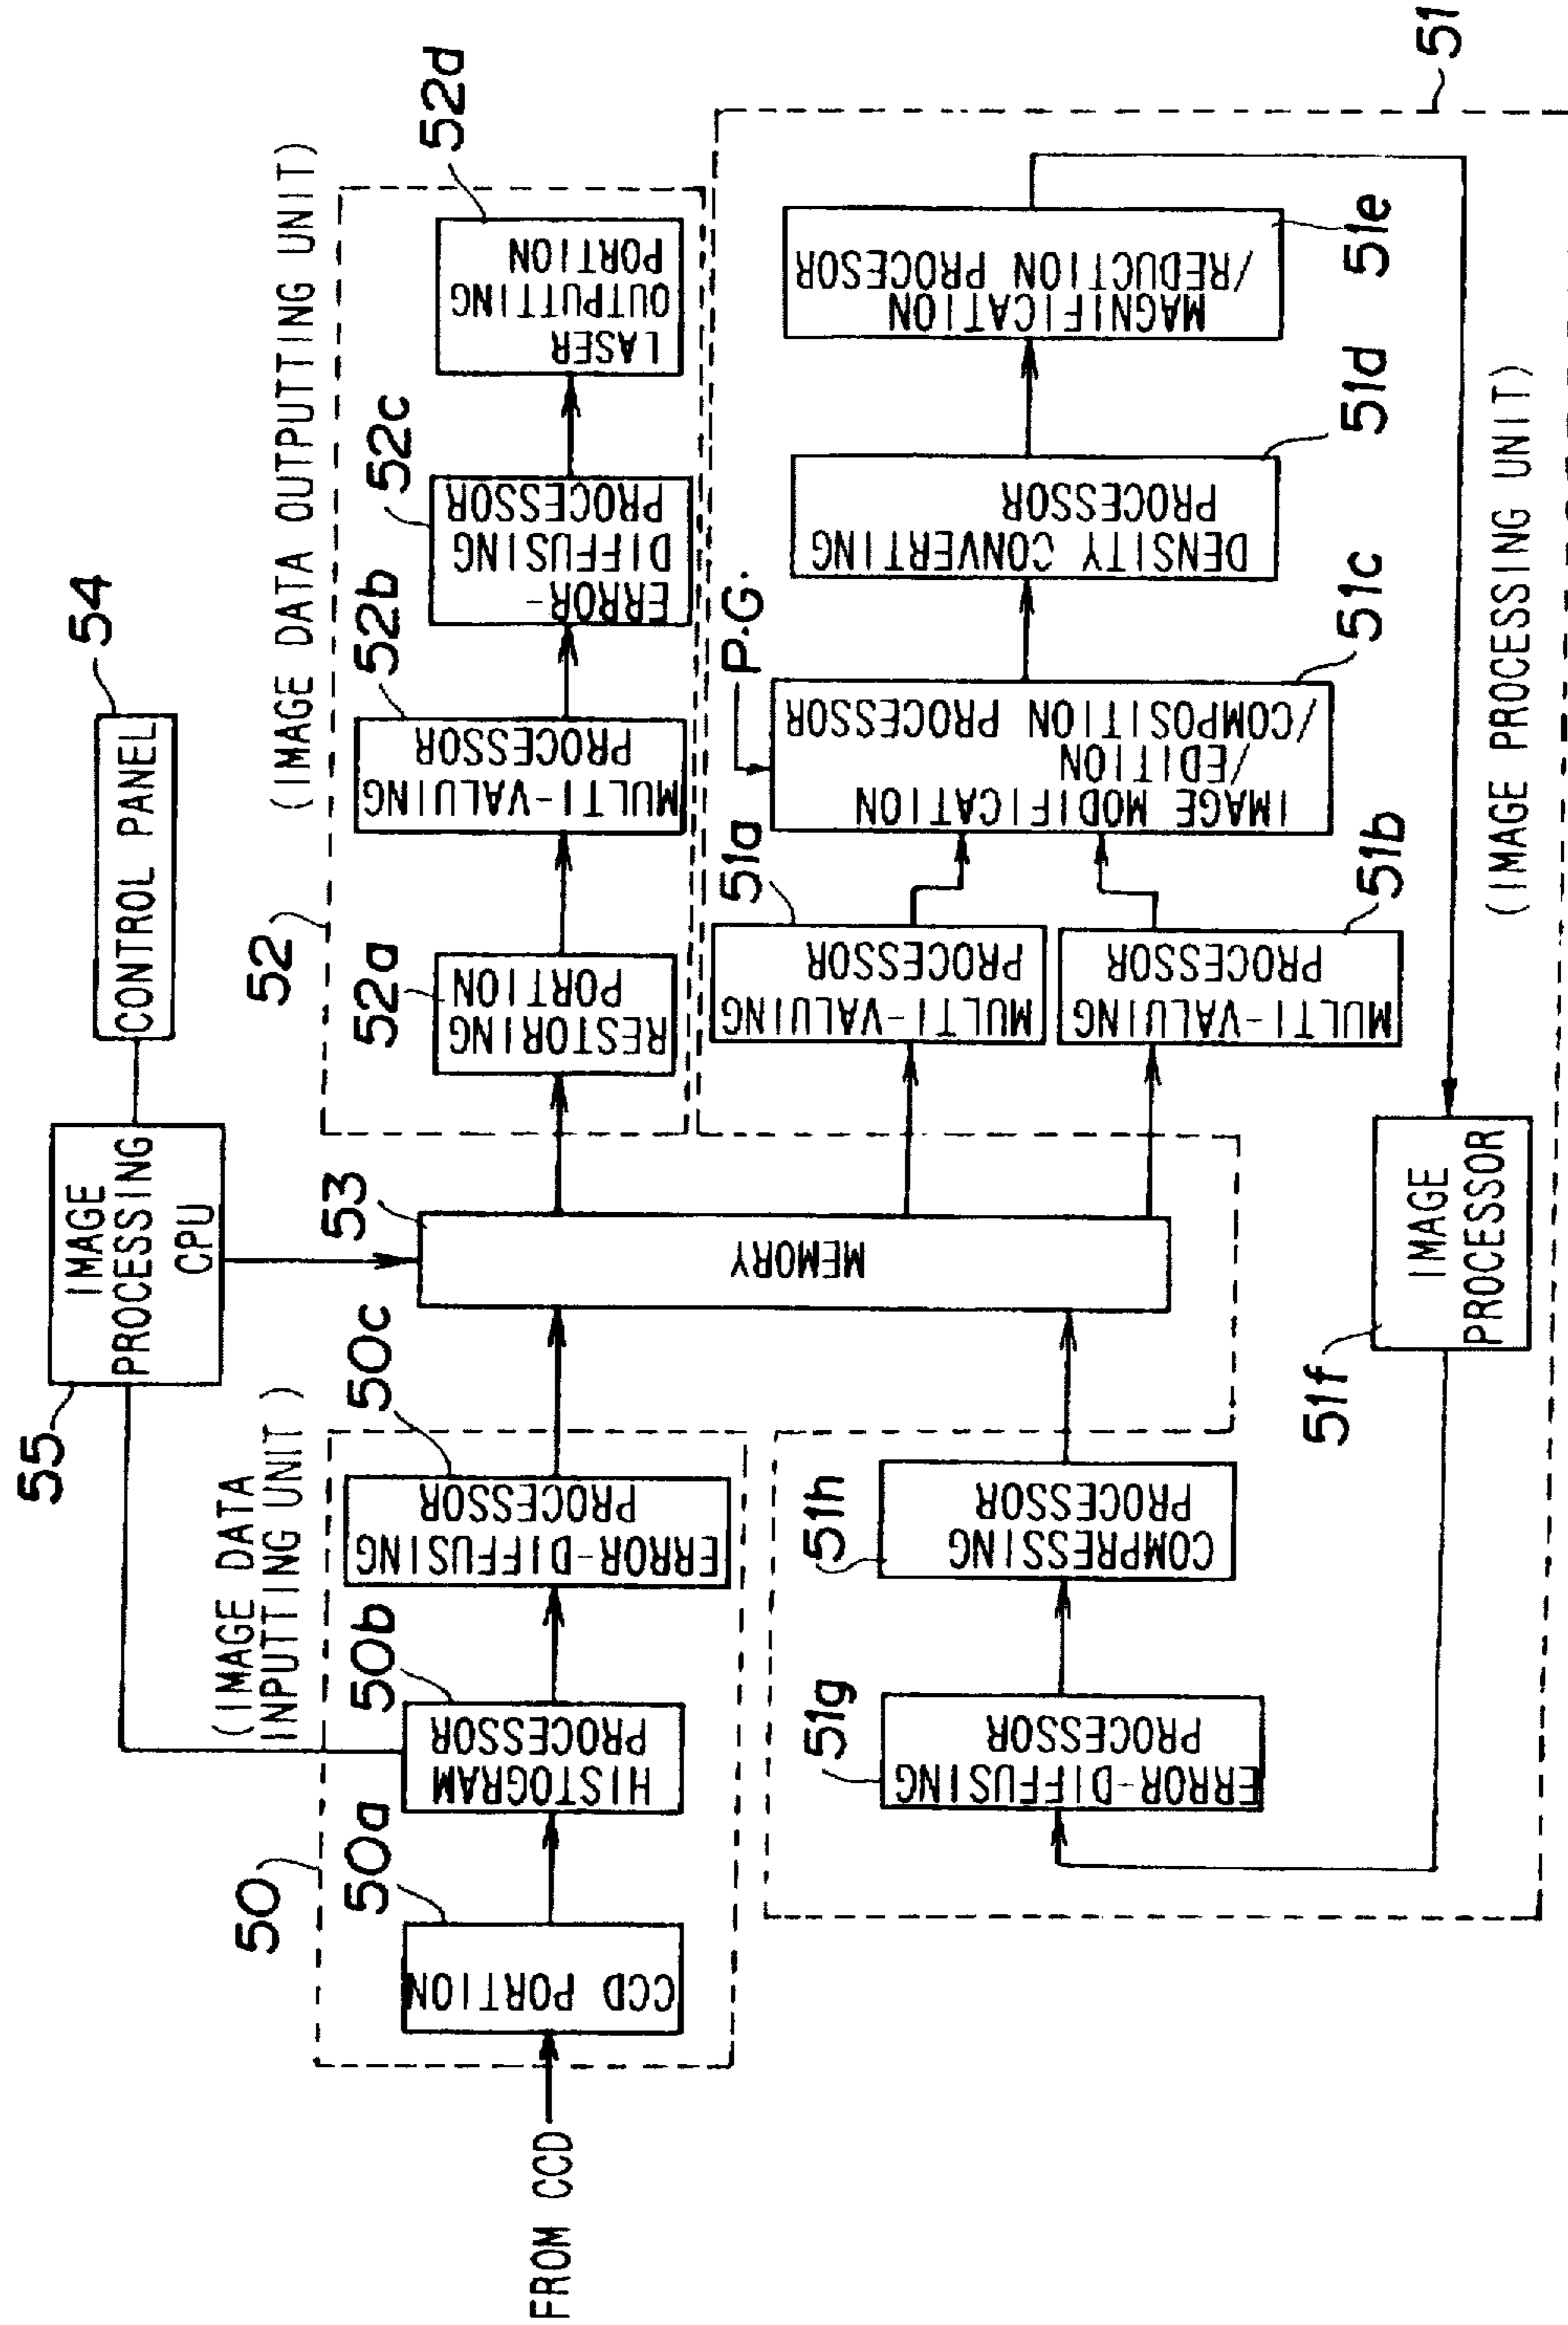 55
IMAGE
PROCESSING
CPU
CONTROL PANEL
54
(IMAGE DATA
INPUTTING UNIT)
50
50a
50b
50c
53
52
(IMAGE DATA OUTPUTTING UNIT)
52a
52b
52c
52d
FROM CCD
CCD PORTION
HISTOGRAM
PROCESSOR
ERROR-DIFFUSING
PROCESSOR
MEMORY
RESTORING
PORTION
MULTI-VALUING
PROCESSOR
ERROR-
DIFFUSING
PROCESSOR
LASER
OUTPUTTING
PORTION
51g
ERROR-DIFFUSING
PROCESSOR
51h
COMPRESSING
PROCESSOR
51a
MULTI-VALUING
PROCESSOR
MULTI-VALUING
PROCESSOR
51b
P.G.
IMAGE MODIFICATION
/EDITION
/COMPOSITION PROCESSOR
51c
DENSITY CONVERTING
PROCESSOR
51d
MAGNIFICATION
/REDUCTION PROCESOR
51e
51f
IMAGE
PROCESSOR
(IMAGE PROCESSING UNIT)
51